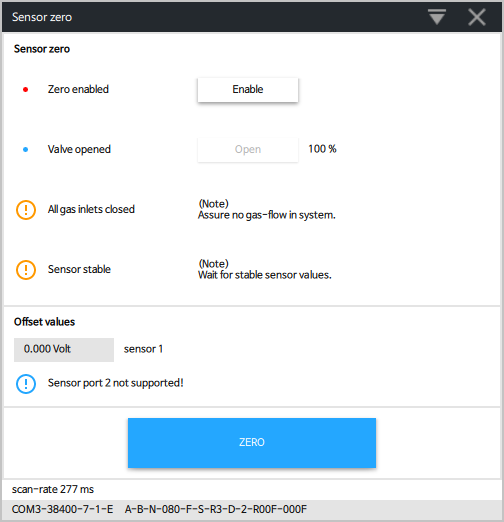 Sensor zero
Sensor zero
Zero enabled Enable
Valve opened Open 100 %
All gas inlets closed (Note)
Assure no gas-flow in system.
Sensor stable (Note)
Wait for stable sensor values.
Offset values
0.000 Volt sensor 1
Sensor port 2 not supported!
ZERO
scan-rate 277 ms
COM3-38400-7-1-E A-B-N-080-F-S-R3-D-2-R00F-000F